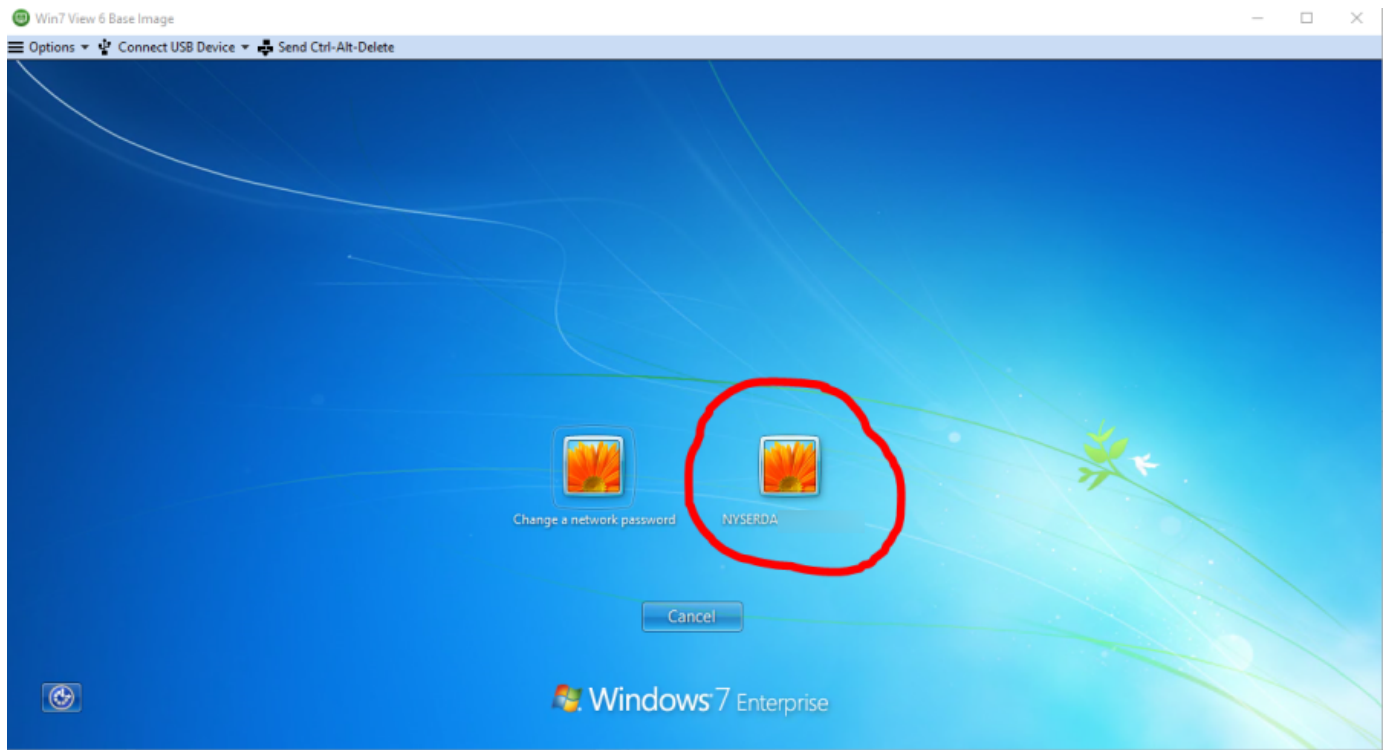 Win7 View 6 Base Image
Options Connect USB Device Send Ctrl-Alt-Delete
Change a network password NYSERDA
Cancel
Windows 7 Enterprise